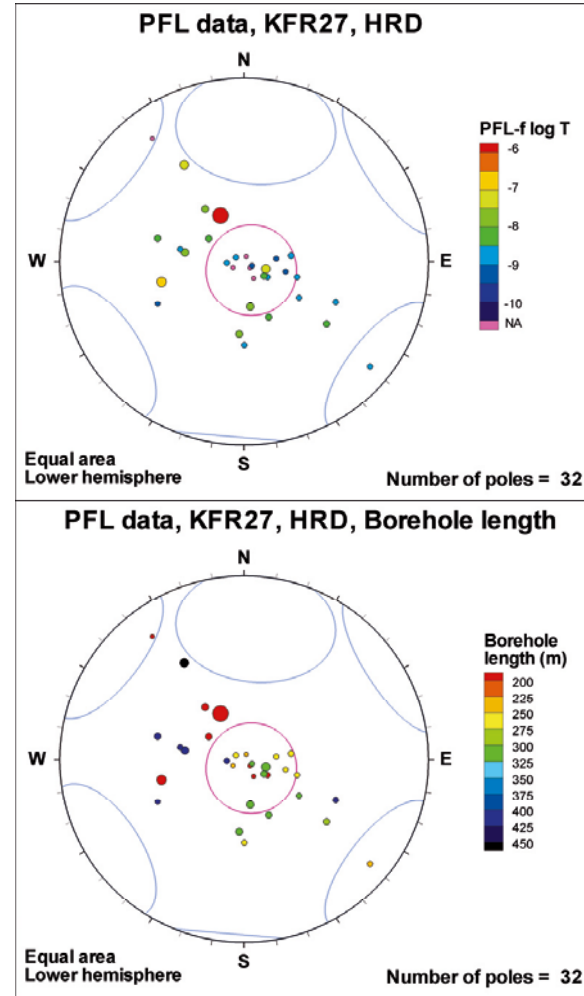 PFL data, KFR27, HRD
N
PFL-f log T
-6
-7
-8
W
E
-9
-10
NA
S
Equal area
Lower hemisphere
Number of poles = 32
PFL data, KFR27, HRD, Borehole length
N
Borehole
length (m)
200
225
250
275
300
325
350
375
400
425
450
W
E
S
Equal area
Lower hemisphere
Number of poles = 32